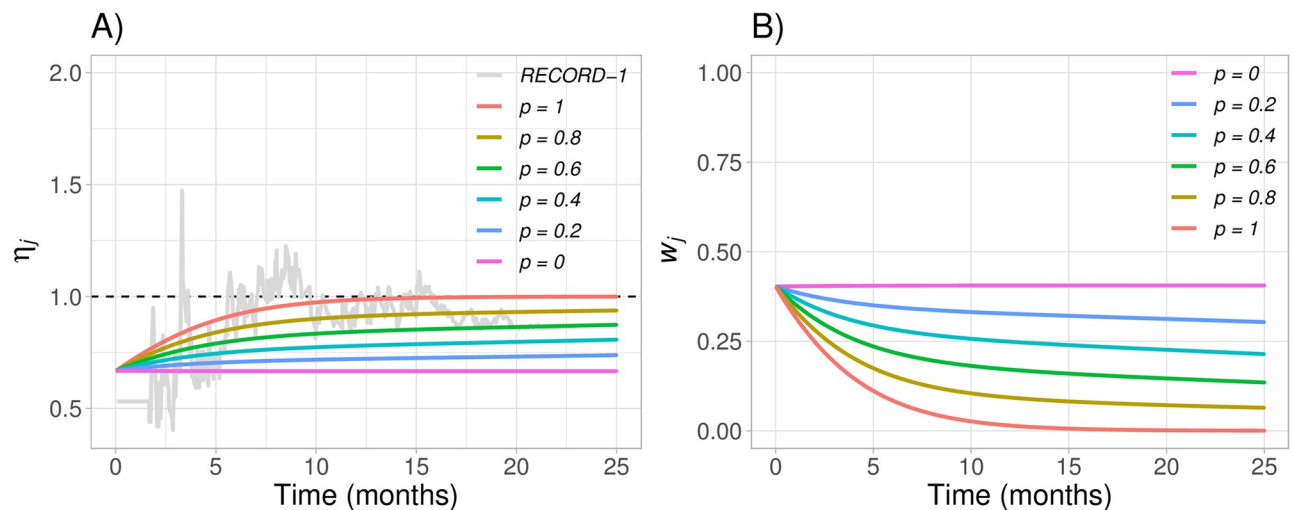 A)
2.0
1.5
1.0
0.5
ηj
0 5 10 15 20 25
Time (months)
RECORD−1
p = 1
p = 0.8
p = 0.6
p = 0.4
p = 0.2
p = 0
B)
1.00
0.75
0.50
0.25
0.00
wj
0 5 10 15 20 25
Time (months)
p = 0
p = 0.2
p = 0.4
p = 0.6
p = 0.8
p = 1